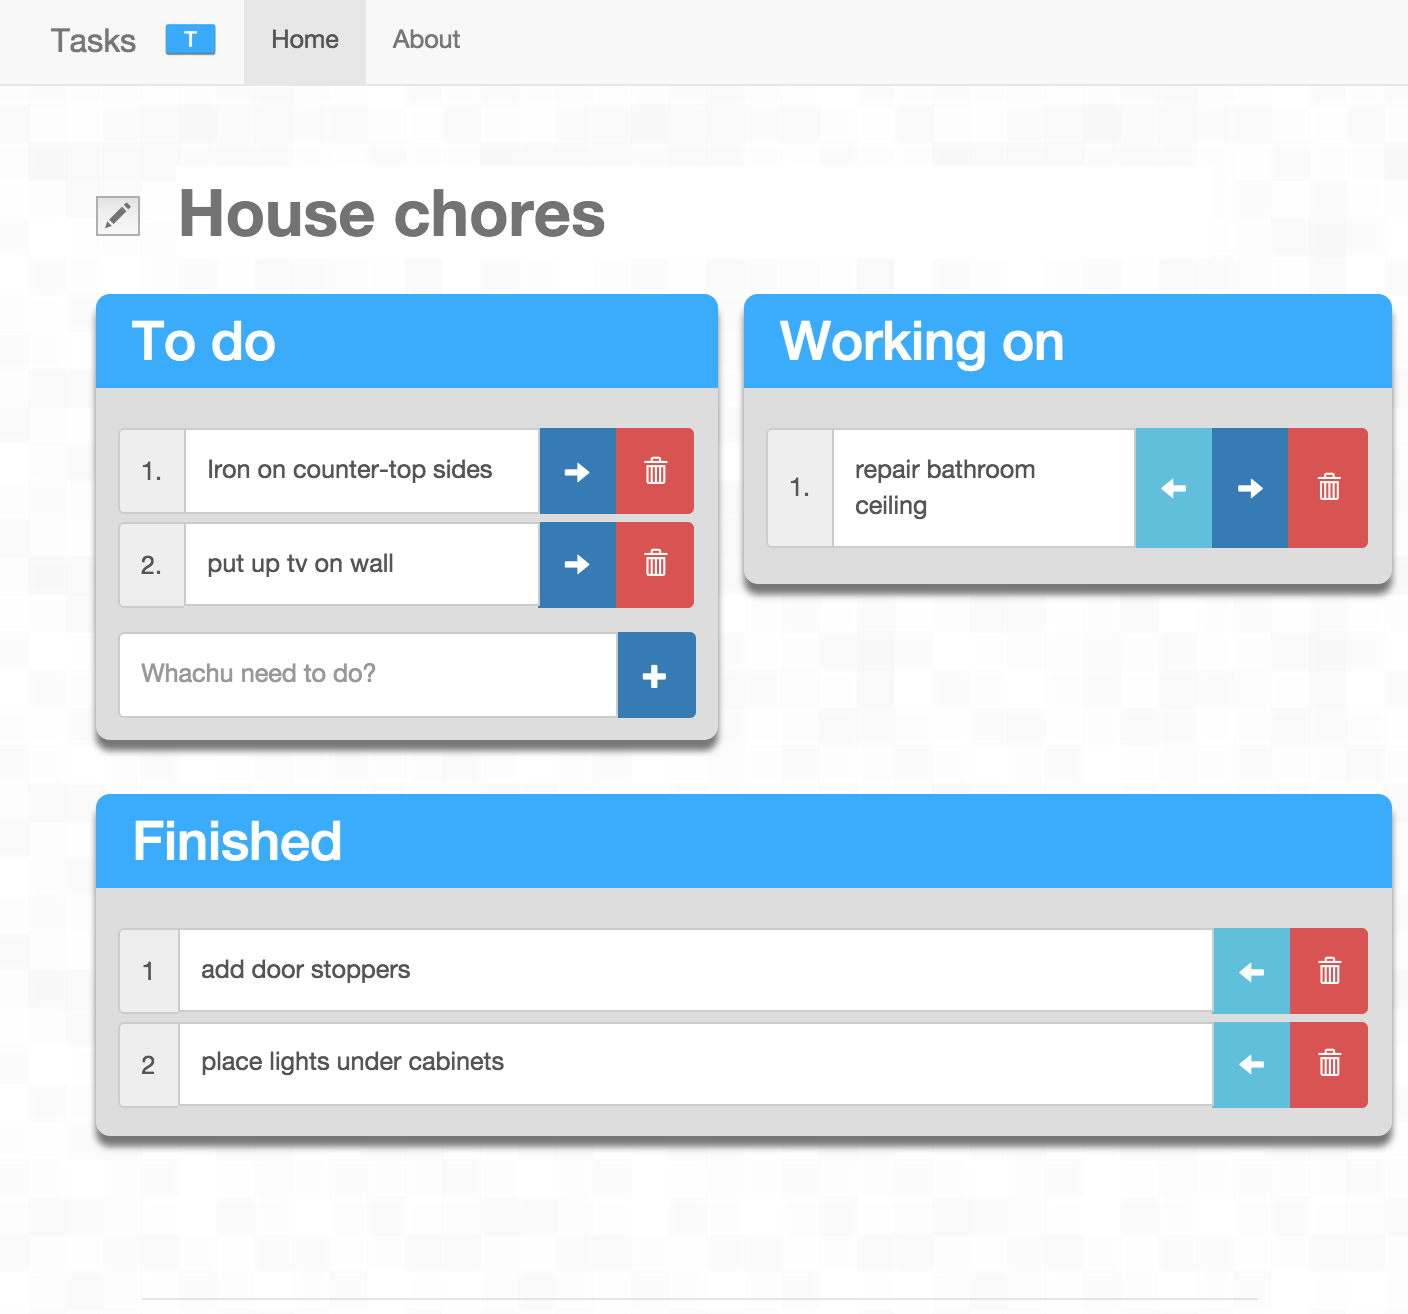 Tasks T Home About
House chores
To do
1. Iron on counter-top sides
2. put up tv on wall
Whachu need to do?
Working on
1. repair bathroom
ceiling
Finished
1 add door stoppers
2 place lights under cabinets